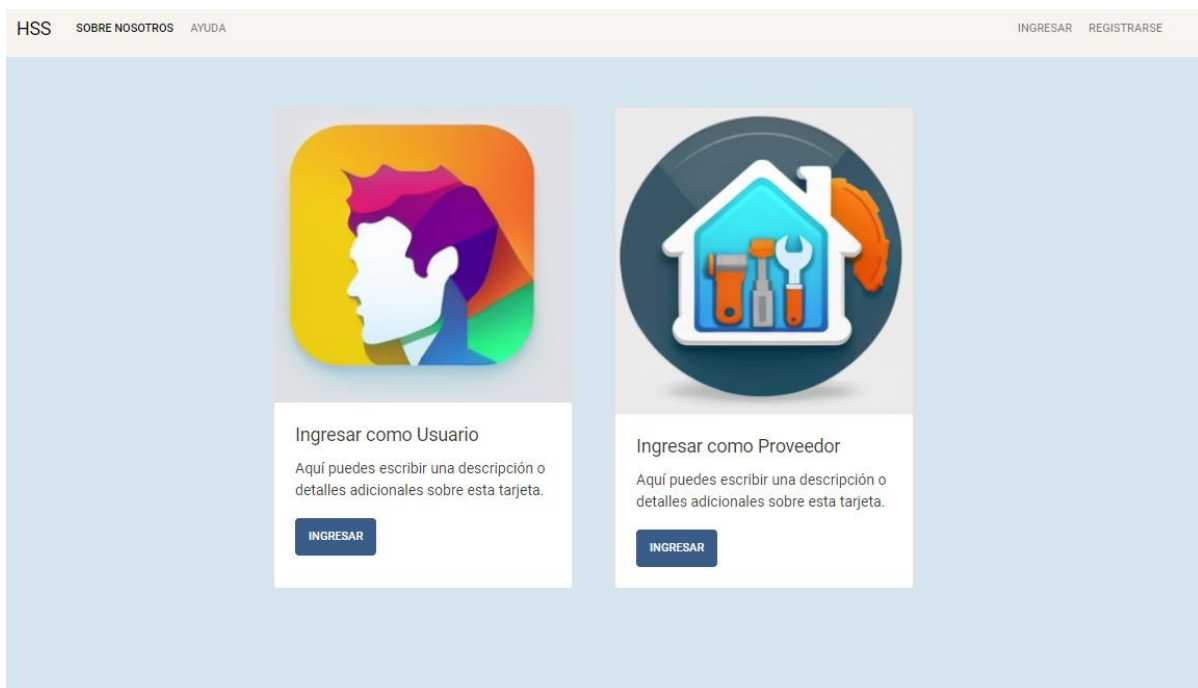 HSS SOBRE NOSOTROS AYUDA INGRESAR REGISTRARSE
Ingresar como Usuario
Aquí puedes escribir una descripción o
detalles adicionales sobre esta tarjeta.
INGRESAR
Ingresar como Proveedor
Aquí puedes escribir una descripción o
detalles adicionales sobre esta tarjeta.
INGRESAR